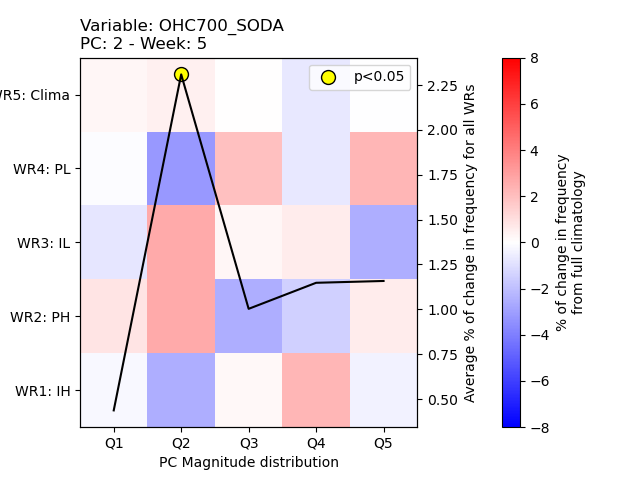 Variable: OHC700_SODA
PC: 2 - Week: 5
p<0.05
WR5: Clima
WR4: PL
WR3: IL
WR2: PH
WR1: IH
Q1 Q2 Q3 Q4 Q5
PC Magnitude distribution
2.25
2.00
1.75
1.50
1.25
1.00
0.75
0.50
Average % of change in frequency for all WRs
8
6
4
2
0
−2
−4
−6
−8
% of change in frequency
from full climatology